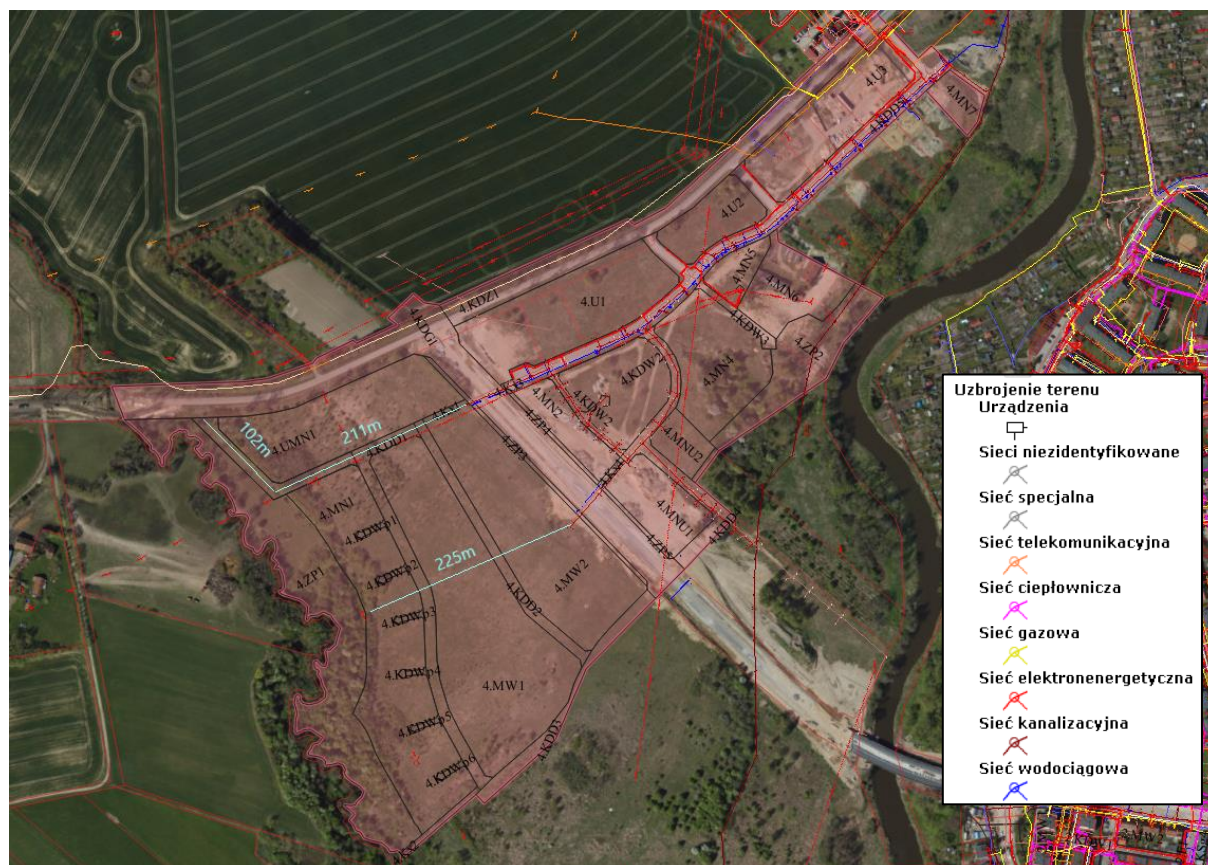 4.U3
4.MN7
4.KDD5
4.U2
4.MN5
4.MN6
4.KDZ1
4.KDG1
4.U1
4.KDW3
4.ZP2
4.KDW2
4.MN4
4.MN2
4.KDW2
102m
4.UMN1
211m
4.KDD1
4.ZP4
4.ZP3
4.MNU2
4.MN1
4.KDWp1
4.MNU1
4.KDD
4.ZP1
4.KDWp2
225m
4.MW2
4.KDWp3
4.KDD2
4.KDWp4
4.MW1
4.KDWp5
4.KDD3
4.KDWp6
Uzbrojenie terenu
Urządzenia
Sieci niezidentyfikowane
Sieć specjalna
Sieć telekomunikacyjna
Sieć ciepłownicza
Sieć gazowa
Sieć elektronenergetyczna
Sieć kanalizacyjna
Sieć wodociągowa